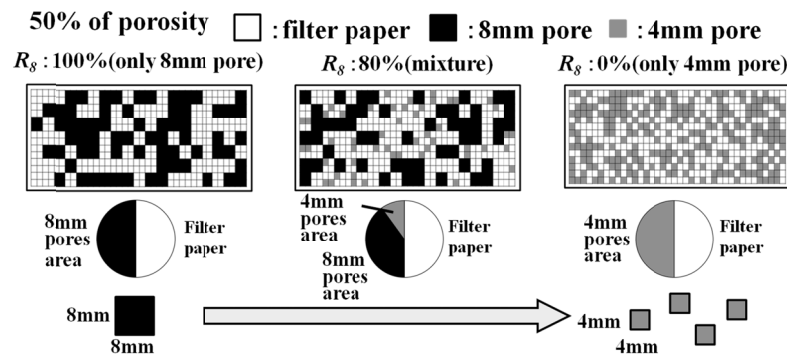 50% of porosity : filter paper : 8mm pore : 4mm pore
R8 : 100%(only 8mm pore) R8 : 80%(mixture) R8 : 0%(only 4mm pore)
8mm
pores
area
Filter
paper
4mm
pores
area
8mm
pores
area
Filter
paper
4mm
pores
area
Filter
paper
8mm
8mm
4mm
4mm